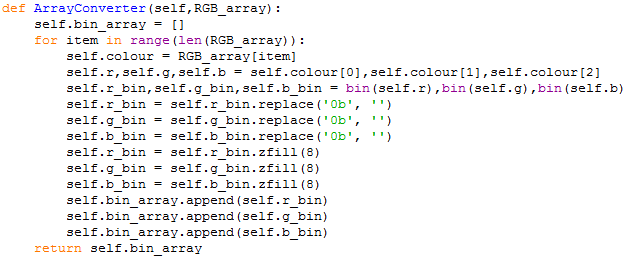 def ArrayConverter(self,RGB_array):
    self.bin_array = []
    for item in range(len(RGB_array)):
        self.colour = RGB_array[item]
        self.r,self.g,self.b = self.colour[0],self.colour[1],self.colour[2]
        self.r_bin,self.g_bin,self.b_bin = bin(self.r),bin(self.g),bin(self.b)
        self.r_bin = self.r_bin.replace('0b', '')
        self.g_bin = self.g_bin.replace('0b', '')
        self.b_bin = self.b_bin.replace('0b', '')
        self.r_bin = self.r_bin.zfill(8)
        self.g_bin = self.g_bin.zfill(8)
        self.b_bin = self.b_bin.zfill(8)
        self.bin_array.append(self.r_bin)
        self.bin_array.append(self.g_bin)
        self.bin_array.append(self.b_bin)
    return self.bin_array